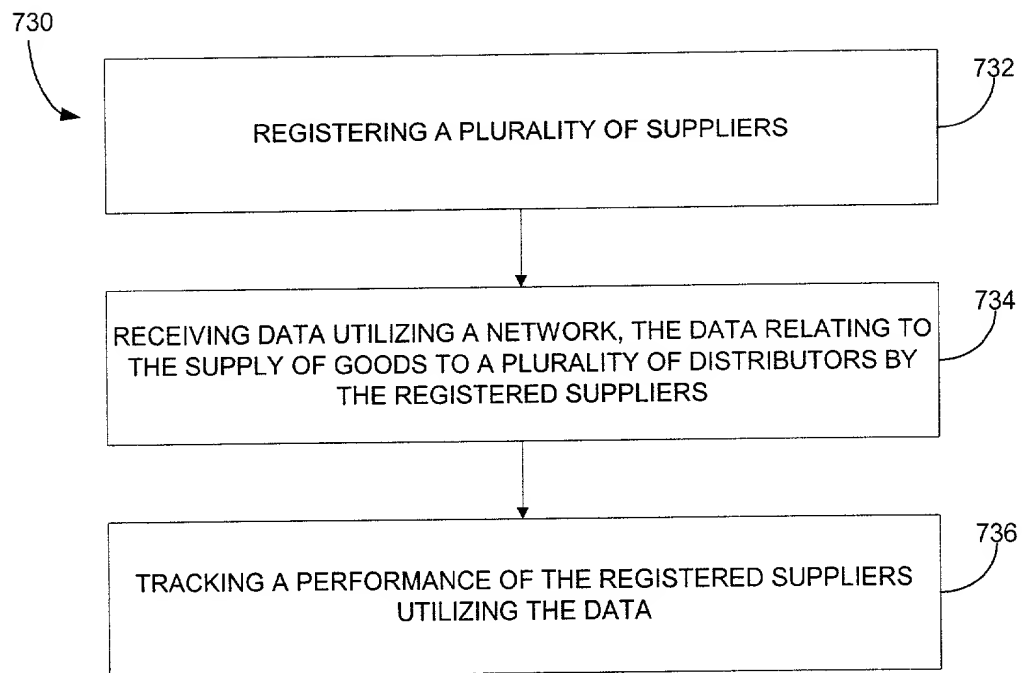 730
732
REGISTERING A PLURALITY OF SUPPLIERS
734
RECEIVING DATA UTILIZING A NETWORK, THE DATA RELATING TO
THE SUPPLY OF GOODS TO A PLURALITY OF DISTRIBUTORS BY
THE REGISTERED SUPPLIERS
736
TRACKING A PERFORMANCE OF THE REGISTERED SUPPLIERS
UTILIZING THE DATA